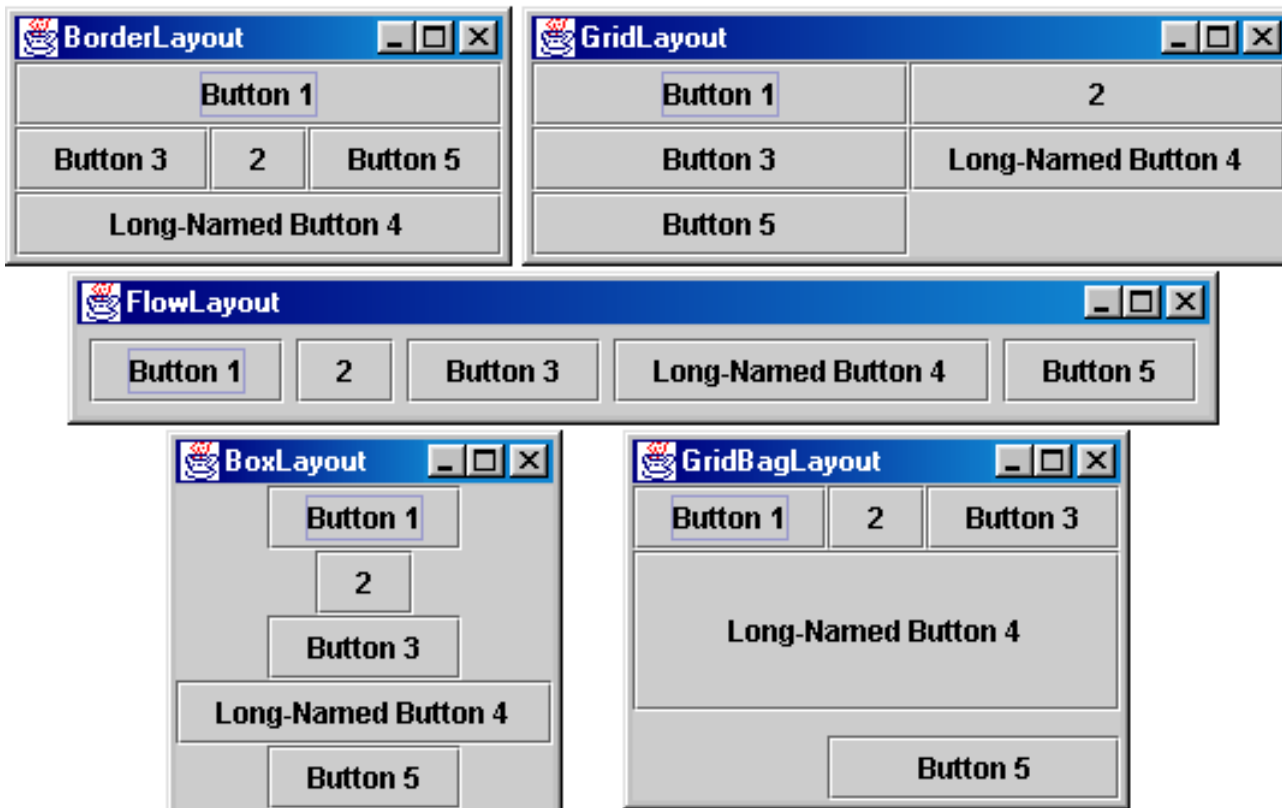 BorderLayout
Button 1
Button 3 2 Button 5
Long-Named Button 4
GridLayout
Button 1 2
Button 3 Long-Named Button 4
Button 5
FlowLayout
Button 1 2 Button 3 Long-Named Button 4 Button 5
BoxLayout
Button 1
2
Button 3
Long-Named Button 4
Button 5
GridBagLayout
Button 1 2 Button 3
Long-Named Button 4
Button 5